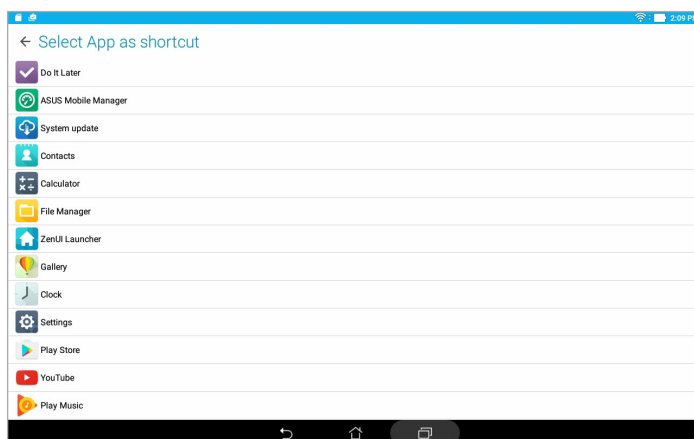 2:09 P
Select App as shortcut
Do It Later
ASUS Mobile Manager
System update
Contacts
Calculator
File Manager
ZenUI Launcher
Gallery
Clock
Settings
Play Store
YouTube
Play Music